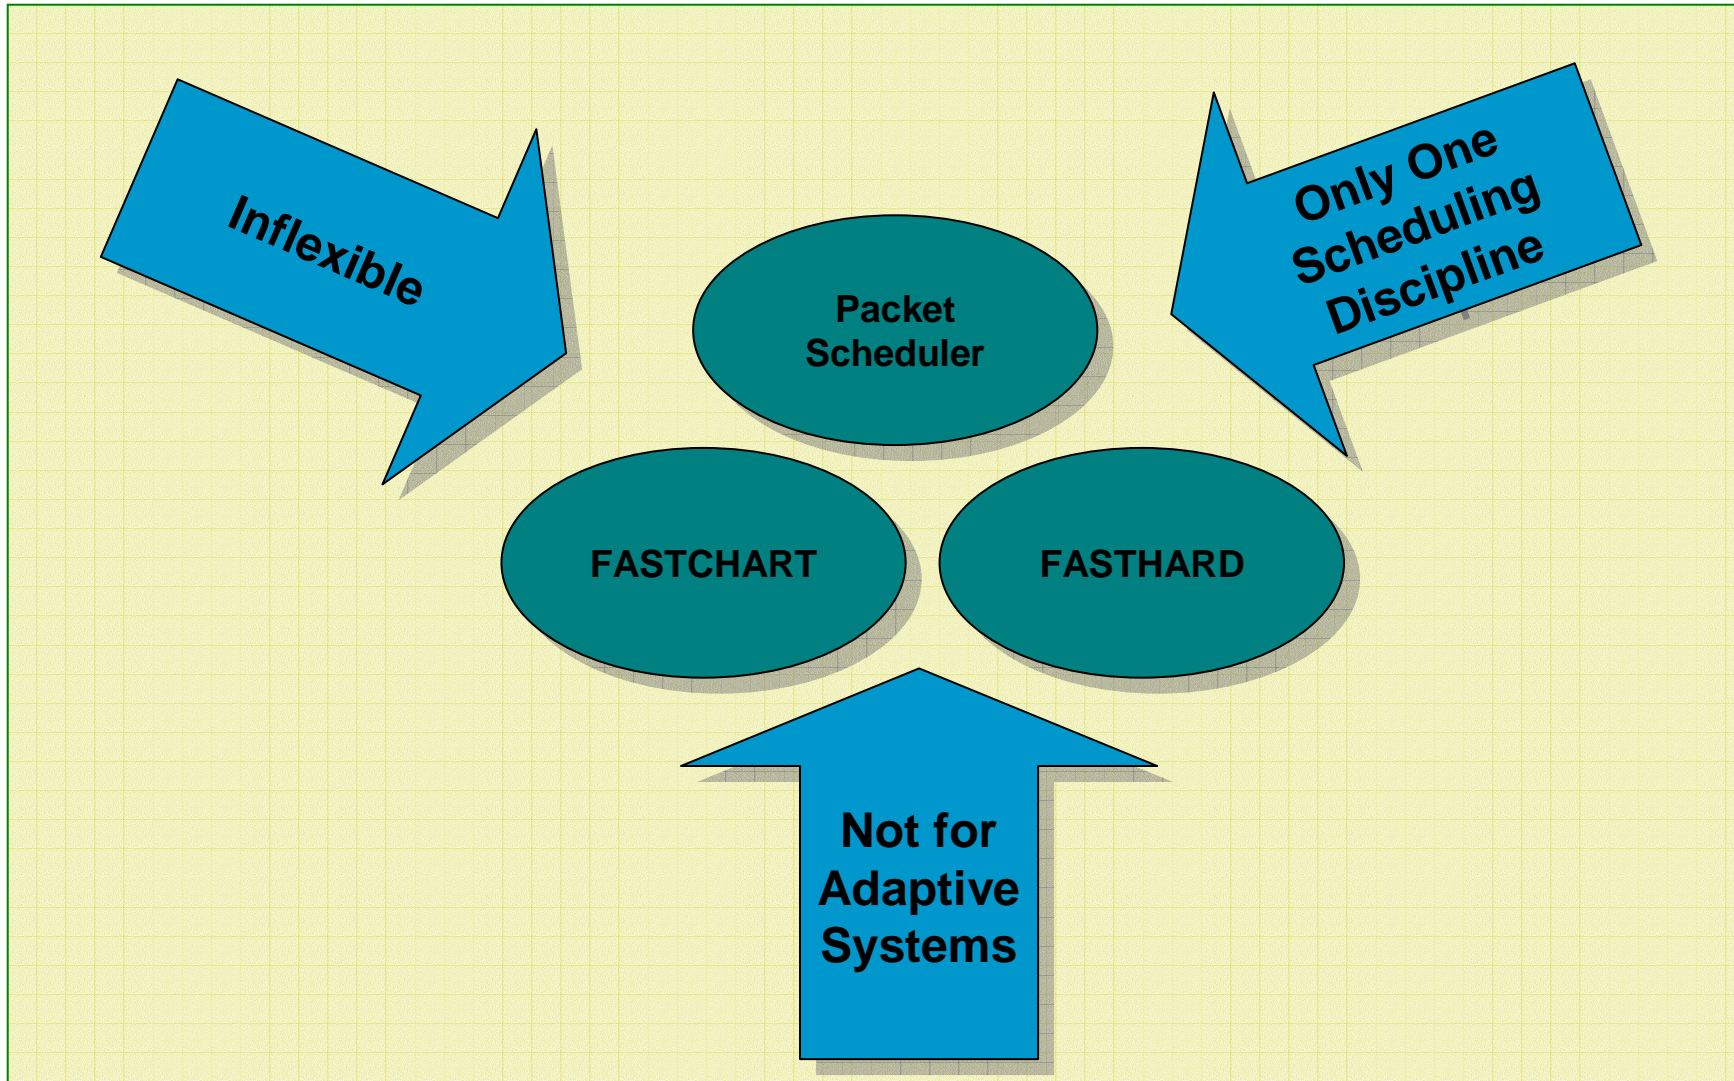 Inflexible
Only One
Scheduling
Discipline
Packet
Scheduler
FASTCHART
FASTHARD
Not for
Adaptive
Systems